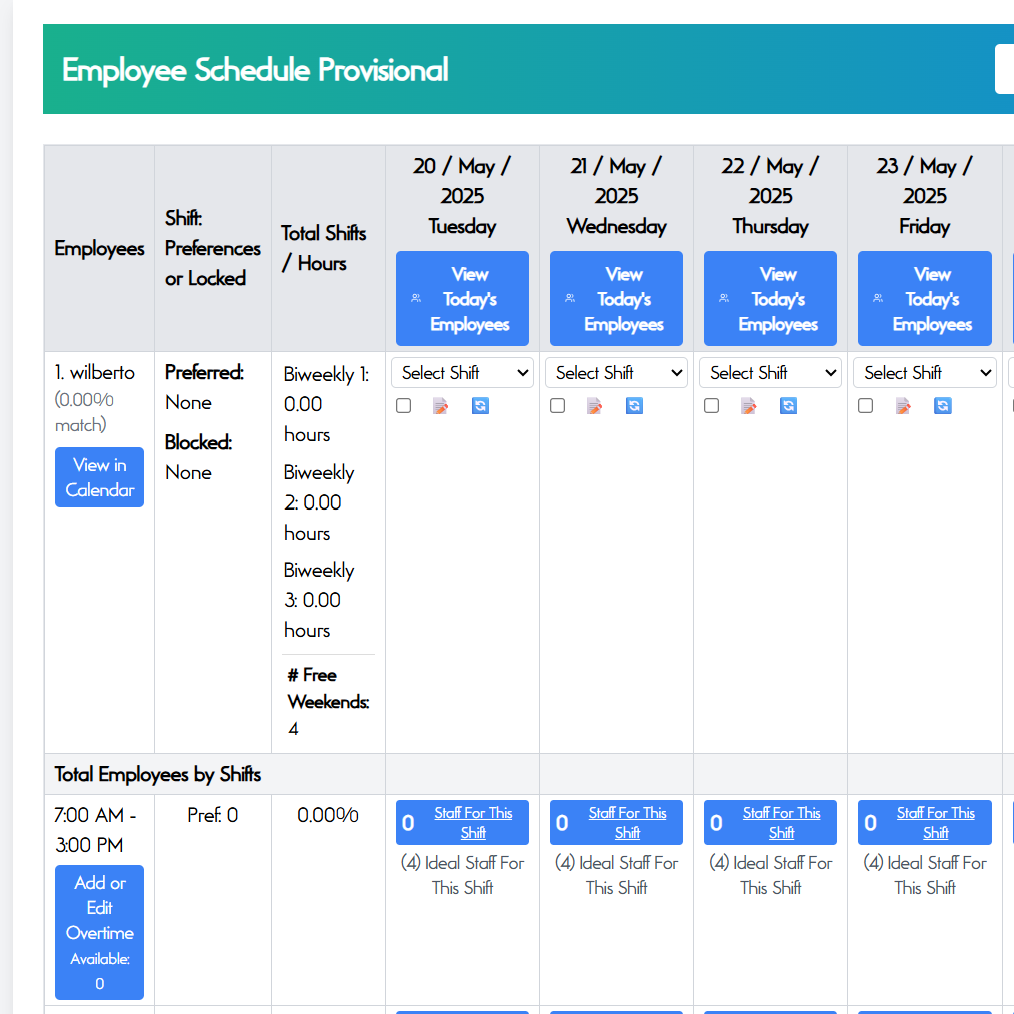 Employee Schedule Provisional
Employees
Shift:
Preferences
or Locked
Total Shifts
/ Hours
20 / May /
2025
Tuesday
View
Today's
Employees
21 / May /
2025
Wednesday
View
Today's
Employees
22 / May /
2025
Thursday
View
Today's
Employees
23 / May /
2025
Friday
View
Today's
Employees
1. wilberto
(0.00%
match)
View in
Calendar
Preferred:
None
Blocked:
None
Biweekly 1:
0.00
hours
Biweekly
2: 0.00
hours
Biweekly
3: 0.00
hours
# Free
Weekends:
4
Select Shift
Select Shift
Select Shift
Select Shift
Total Employees by Shifts
7:00 AM -
3:00 PM
Add or
Edit
Overtime
Available:
0
Pref: 0
0.00%
0 Staff For This
Shift
(4) Ideal Staff For
This Shift
0 Staff For This
Shift
(4) Ideal Staff For
This Shift
0 Staff For This
Shift
(4) Ideal Staff For
This Shift
0 Staff For This
Shift
(4) Ideal Staff For
This Shift